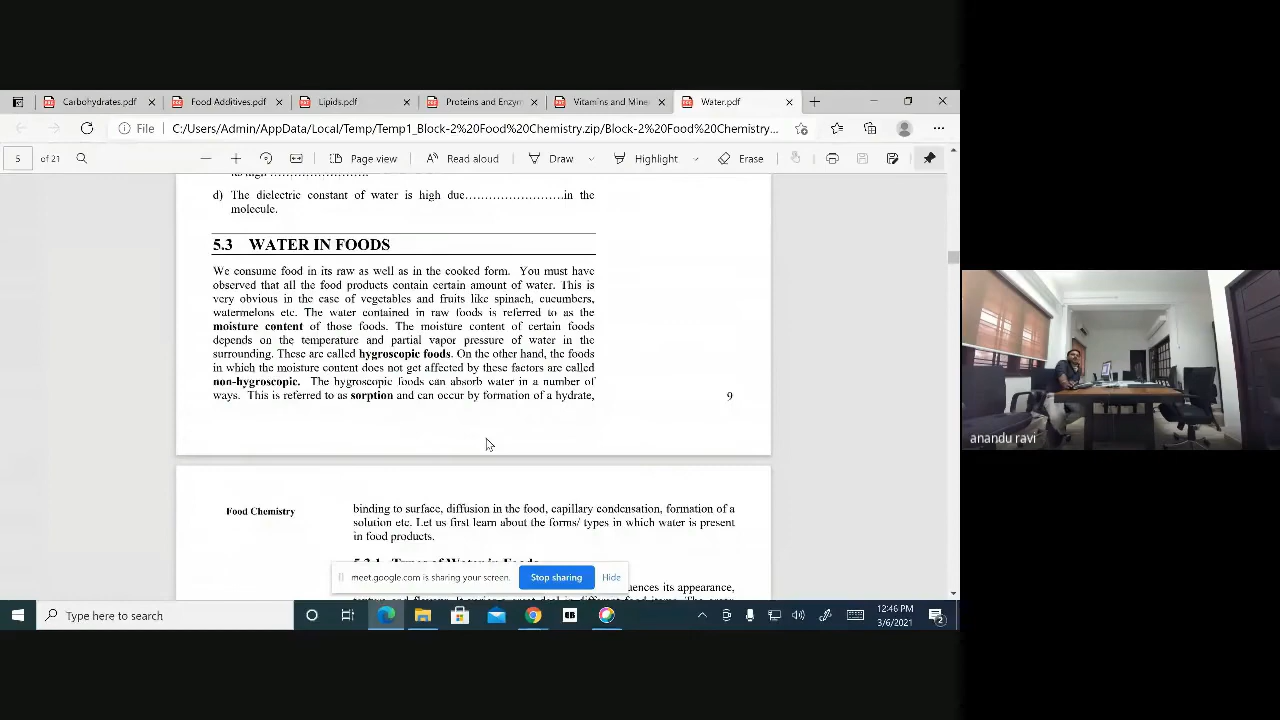 Carbohydrates.pdf
Food Additives.pdf
Lipids.pdf
Proteins and Enzym
Vitamins and Mine
Water.pdf
File
C:/Users/Admin/AppData/Local/Temp/Temp1_Block-2%20Food%20Chemistry.zip/Block-2%20Food%20Chemistry...
5 of 21
Page view
Read aloud
Draw
Highlight
Erase
d) The dielectric constant of water is high due........................in the
molecule.
5.3 WATER IN FOODS
We consume food in its raw as well as in the cooked form. You must have
observed that all the food products contain certain amount of water. This is
very obvious in the case of vegetables and fruits like spinach, cucumbers,
watermelons etc. The water contained in raw foods is referred to as the
moisture content of those foods. The moisture content of certain foods
depends on the temperature and partial vapor pressure of water in the
surrounding. These are called hygroscopic foods. On the other hand, the foods
in which the moisture content does not get affected by these factors are called
non-hygroscopic. The hygroscopic foods can absorb water in a number of
ways. This is referred to as sorption and can occur by formation of a hydrate,
9
Food Chemistry
binding to surface, diffusion in the food, capillary condensation, formation of a
solution etc. Let us first learn about the forms/ types in which water is present
in food products.
5.3.1 Types of Water in Foods
uences its appearance,
meet.google.com is sharing your screen.
Stop sharing
Hide
anandu ravi
Type here to search
12:46 PM
3/6/2021
2